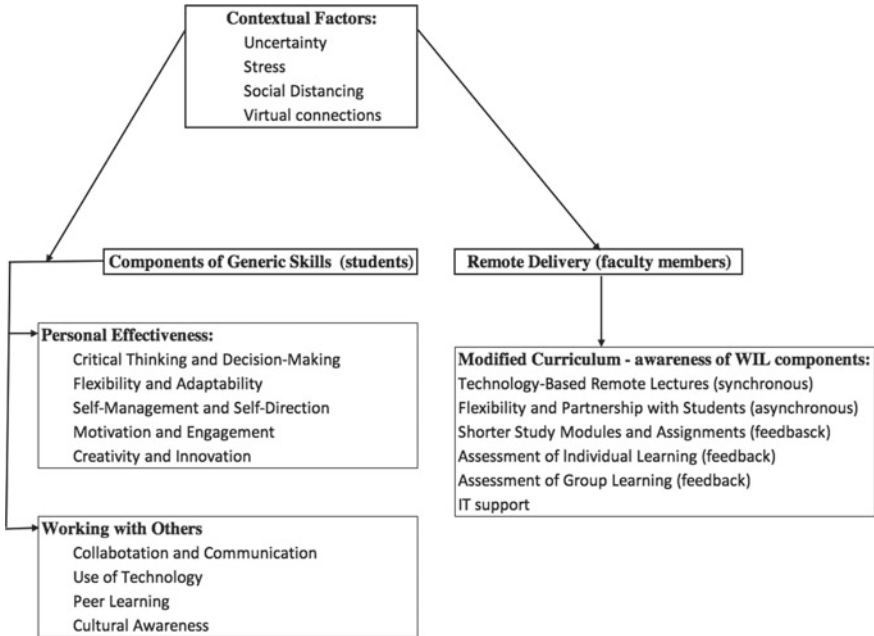 Contextual Factors:
Uncertainty
Stress
Social Distancing
Virtual connections
Components of Generic Skills (students)
Remote Delivery (faculty members)
Personal Effectiveness:
Critical Thinking and Decision-Making
Flexibility and Adaptability
Self-Management and Self-Direction
Motivation and Engagement
Creativity and Innovation
Modified Curriculum - awareness of WIL components:
Technology-Based Remote Lectures (synchronous)
Flexibility and Partnership with Students (asynchronous)
Shorter Study Modules and Assignments (feedbasck)
Assessment of Individual Learning (feedback)
Assessment of Group Learning (feedback)
IT support
Working with Others
Collabotation and Communication
Use of Technology
Peer Learning
Cultural Awareness